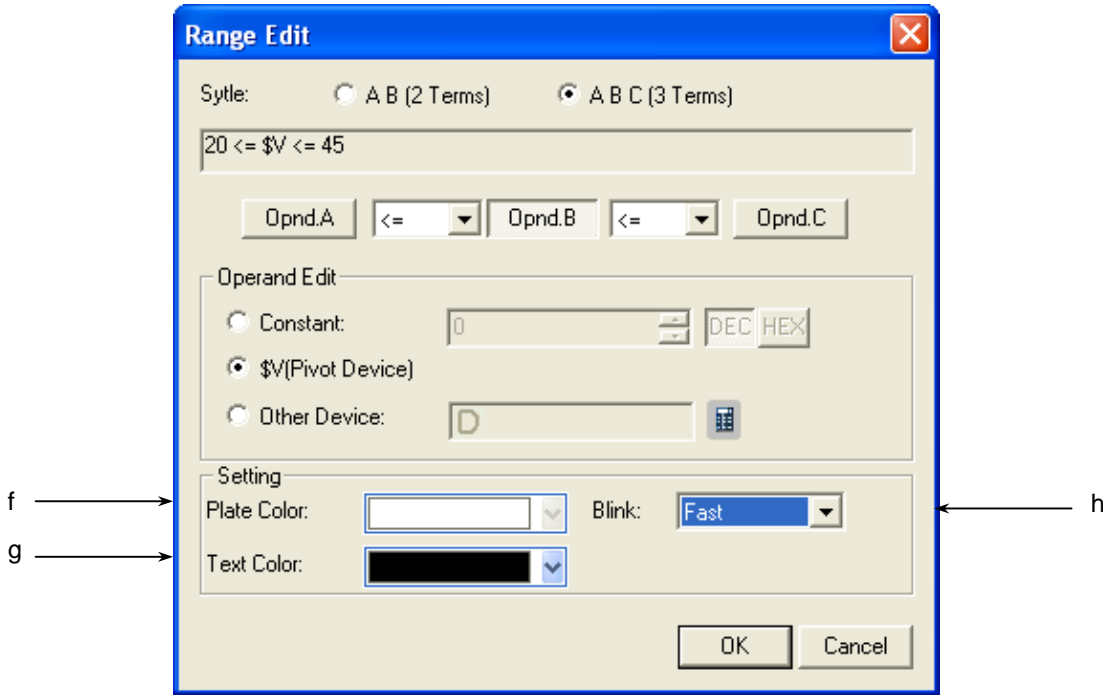 Range Edit
Sytle: A B (2 Terms) A B C (3 Terms)
20 <= $V <= 45
Opnd.A <= Opnd.B <= Opnd.C
Operand Edit
Constant: 0 DEC HEX
$V(Pivot Device)
Other Device: D
Setting
f Plate Color: Blink: Fast h
g Text Color:
OK Cancel